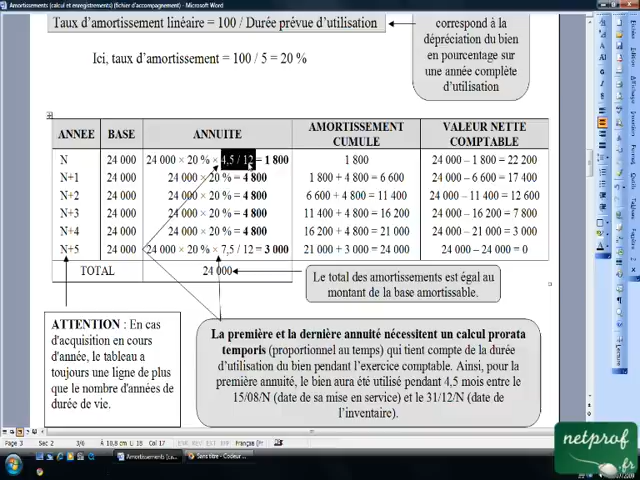 Amortissements (calcul et enregistrements) (fichier d'accompagnement) - Microsoft Word
Taux d'amortissement linéaire = 100 / Durée prévue d'utilisation
correspond à la
dépréciation du bien
en pourcentage sur
une année complète
d'utilisation
Ici, taux d'amortissement = 100 / 5 = 20 %
ANNEE BASE ANNUITE AMORTISSEMENT CUMULE VALEUR NETTE COMPTABLE
N 24 000 24 000 × 20 % × 4,5 / 12 = 1 800 1 800 24 000 – 1 800 = 22 200
N+1 24 000 24 000 × 20 % = 4 800 1 800 + 4 800 = 6 600 24 000 – 6 600 = 17 400
N+2 24 000 24 000 × 20 % = 4 800 6 600 + 4 800 = 11 400 24 000 – 11 400 = 12 600
N+3 24 000 24 000 × 20 % = 4 800 11 400 + 4 800 = 16 200 24 000 – 16 200 = 7 800
N+4 24 000 24 000 × 20 % = 4 800 16 200 + 4 800 = 21 000 24 000 – 21 000 = 3 000
N+5 24 000 24 000 × 20 % × 7,5 / 12 = 3 000 21 000 + 3 000 = 24 000 24 000 – 24 000 = 0
TOTAL 24 000
Le total des amortissements est égal au
montant de la base amortissable.
ATTENTION : En cas
d'acquisition en cours
d'année, le tableau a
toujours une ligne de plus
que le nombre d'années de
durée de vie.
La première et la dernière annuité nécessitent un calcul prorata
temporis (proportionnel au temps) qui tient compte de la durée
d'utilisation du bien pendant l'exercice comptable. Ainsi, pour la
première annuité, le bien aura été utilisé pendant 4,5 mois entre le
15/08/N (date de sa mise en service) et le 31/12/N (date de
l'inventaire).
Page 3 Sec 2 3/6 À 18,8 cm Li 18 Col 17 Français (Fr
Amortissements (ca... Sans titre - Codeur ...
netprof
.fr